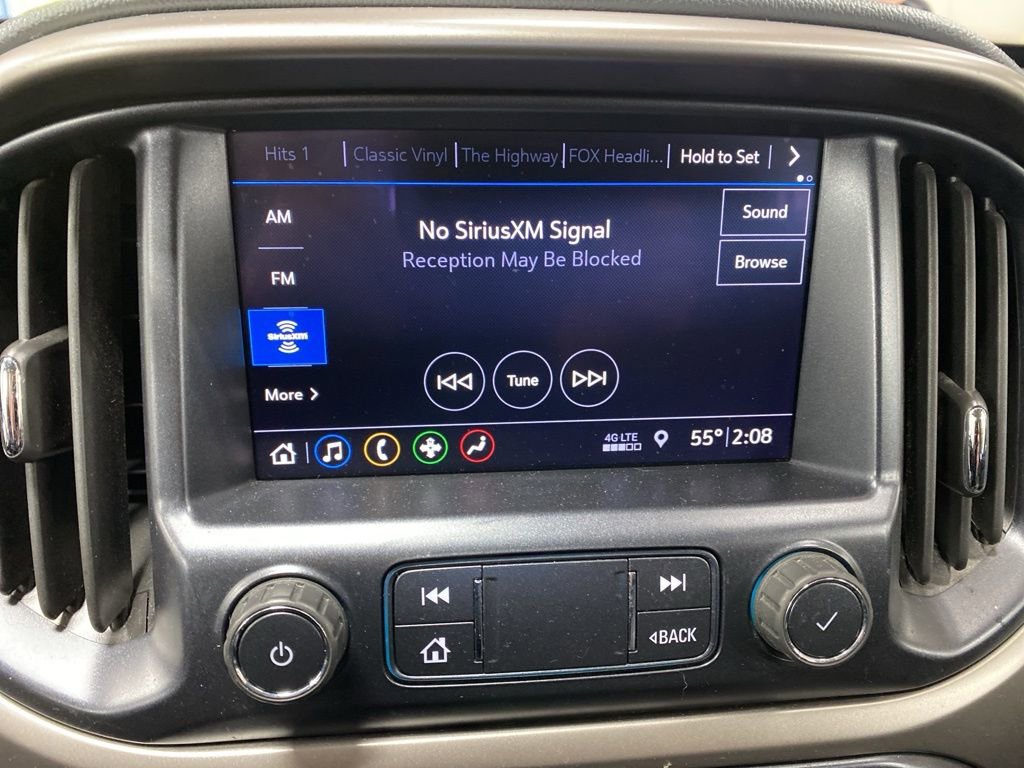 Hits 1 Classic Vinyl The Highway FOX Headli... Hold to Set
AM
No SiriusXM Signal
Sound
Reception May Be Blocked
Browse
FM
SiriusXM
Tune
More
4G LTE
55° 2:08
BACK